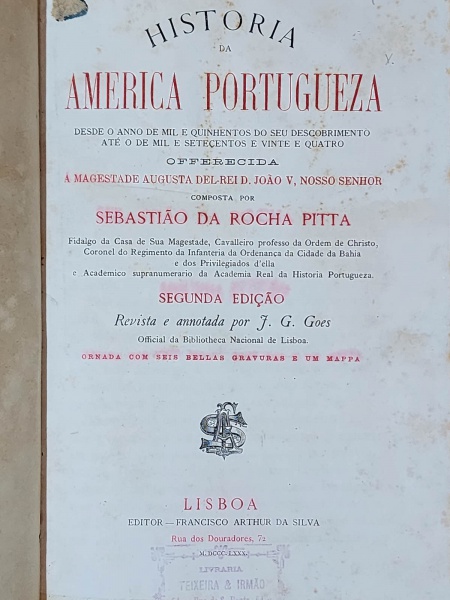 HISTORIA
DA
AMERICA PORTUGUEZA
DESDE O ANNO DE MIL E QUINHENTOS DO SEU DESCOBRIMENTO
ATÉ O DE MIL E SETECENTOS E VINTE E QUATRO
OFFERECIDA
A MAGESTADE AUGUSTA DEL-REI D. JOÃO V, NOSSO SENHOR
COMPOSTA POR
SEBASTIÃO DA ROCHA PITTA
Fidalgo da Casa de Sua Magestade, Cavalleiro professo da Ordem de Christo,
Coronel do Regimento da Infanteria da Ordenança da Cidade da Bahia
e dos Privilegiados d'ella
e Academico supranumerario da Academia Real da Historia Portugueza.
SEGUNDA EDIÇÃO
Revista e annotada por J. G. Goes
Official da Bibliotheca Nacional de Lisboa.
ORNADA COM SEIS BELLAS GRAVURAS E UM MAPPA
LISBOA
EDITOR — FRANCISCO ARTHUR DA SILVA
Rua dos Douradores, 72
M.DCCC-LXXX
LIVRARIA
TEIXEIRA & IRMÃO